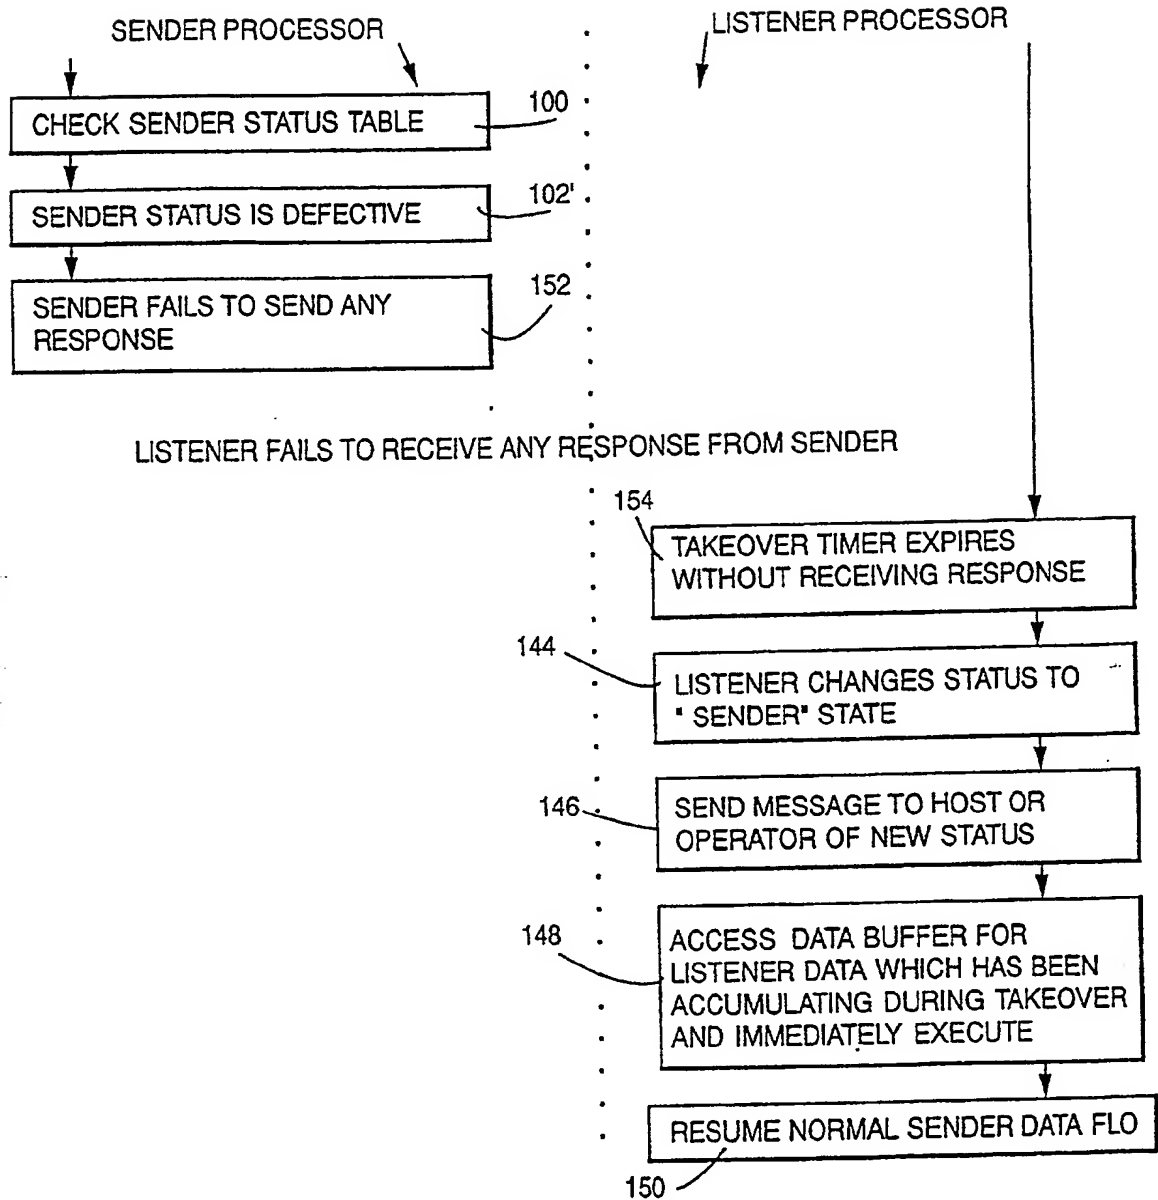 SENDER PROCESSOR
LISTENER PROCESSOR
100
CHECK SENDER STATUS TABLE
102'
SENDER STATUS IS DEFECTIVE
152
SENDER FAILS TO SEND ANY
RESPONSE
LISTENER FAILS TO RECEIVE ANY RESPONSE FROM SENDER
154
TAKEOVER TIMER EXPIRES
WITHOUT RECEIVING RESPONSE
144
LISTENER CHANGES STATUS TO
" SENDER" STATE
146
SEND MESSAGE TO HOST OR
OPERATOR OF NEW STATUS
148
ACCESS DATA BUFFER FOR
LISTENER DATA WHICH HAS BEEN
ACCUMULATING DURING TAKEOVER
AND IMMEDIATELY EXECUTE
RESUME NORMAL SENDER DATA FLO
150